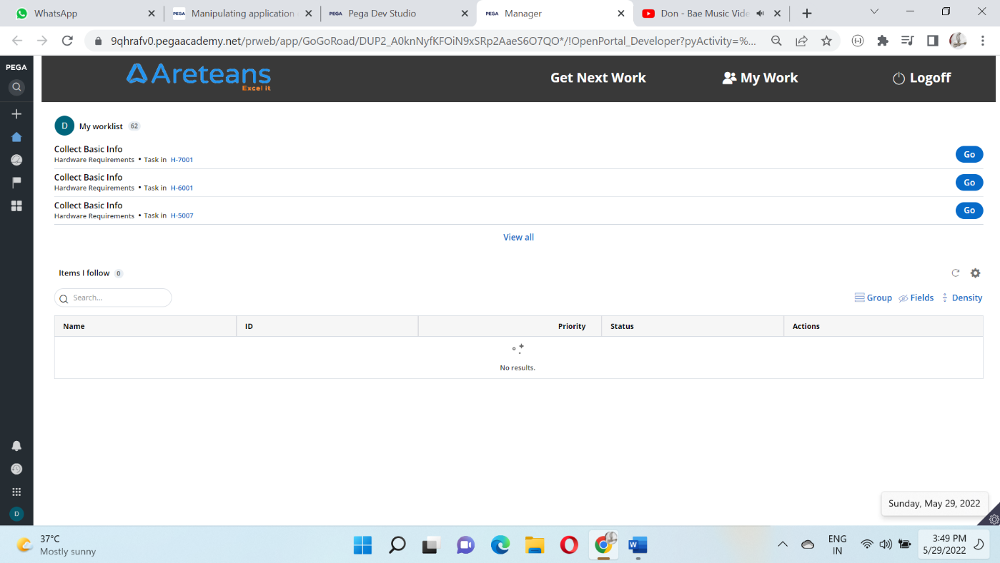 WhatsApp
PEGA Manipulating application
PEGA Pega Dev Studio
PEGA Manager
Don - Bae Music Vide
9qhrafv0.pegaacademy.net/prweb/app/GoGoRoad/DUP2_A0knNyfKFOiN9xSRp2AaeS6O7QO*/!OpenPortal_Developer?pyActivity=%...
PEGA
Areteans
Excel it
Get Next Work
My Work
Logoff
D My worklist 62
Collect Basic Info
Hardware Requirements • Task in H-7001
Go
Collect Basic Info
Hardware Requirements • Task in H-6001
Go
Collect Basic Info
Hardware Requirements • Task in H-5007
Go
View all
Items I follow 0
Search...
Group Fields Density
Name ID Priority Status Actions
No results.
D
Sunday, May 29, 2022
37°C
Mostly sunny
W
ENG
IN
3:49 PM
5/29/2022